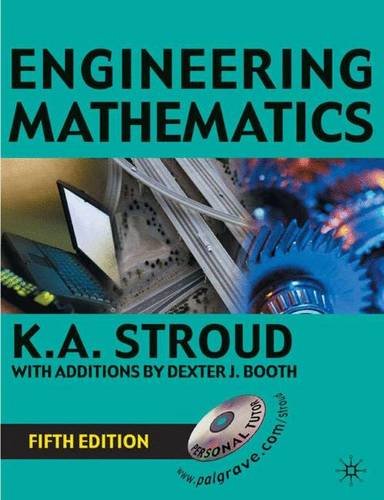 ENGINEERING
MATHEMATICS
K.A. STROUD
WITH ADDITIONS BY DEXTER J. BOOTH
FIFTH EDITION
PERSONAL TUTOR
www.palgrave.com/stroud